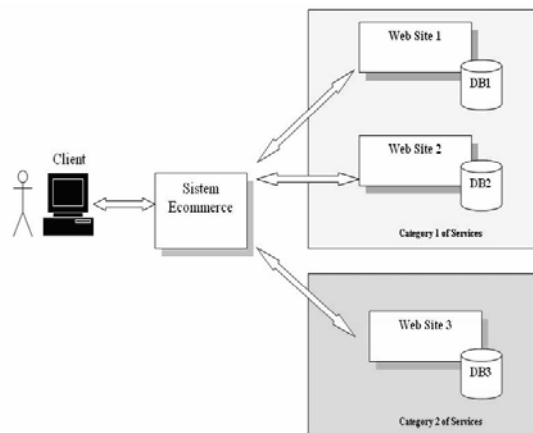 Web Site 1
DB1
Client
Web Site 2
Sistem
Ecommerce
DB2
Category 1 of Services
Web Site 3
DB3
Category 2 of Services